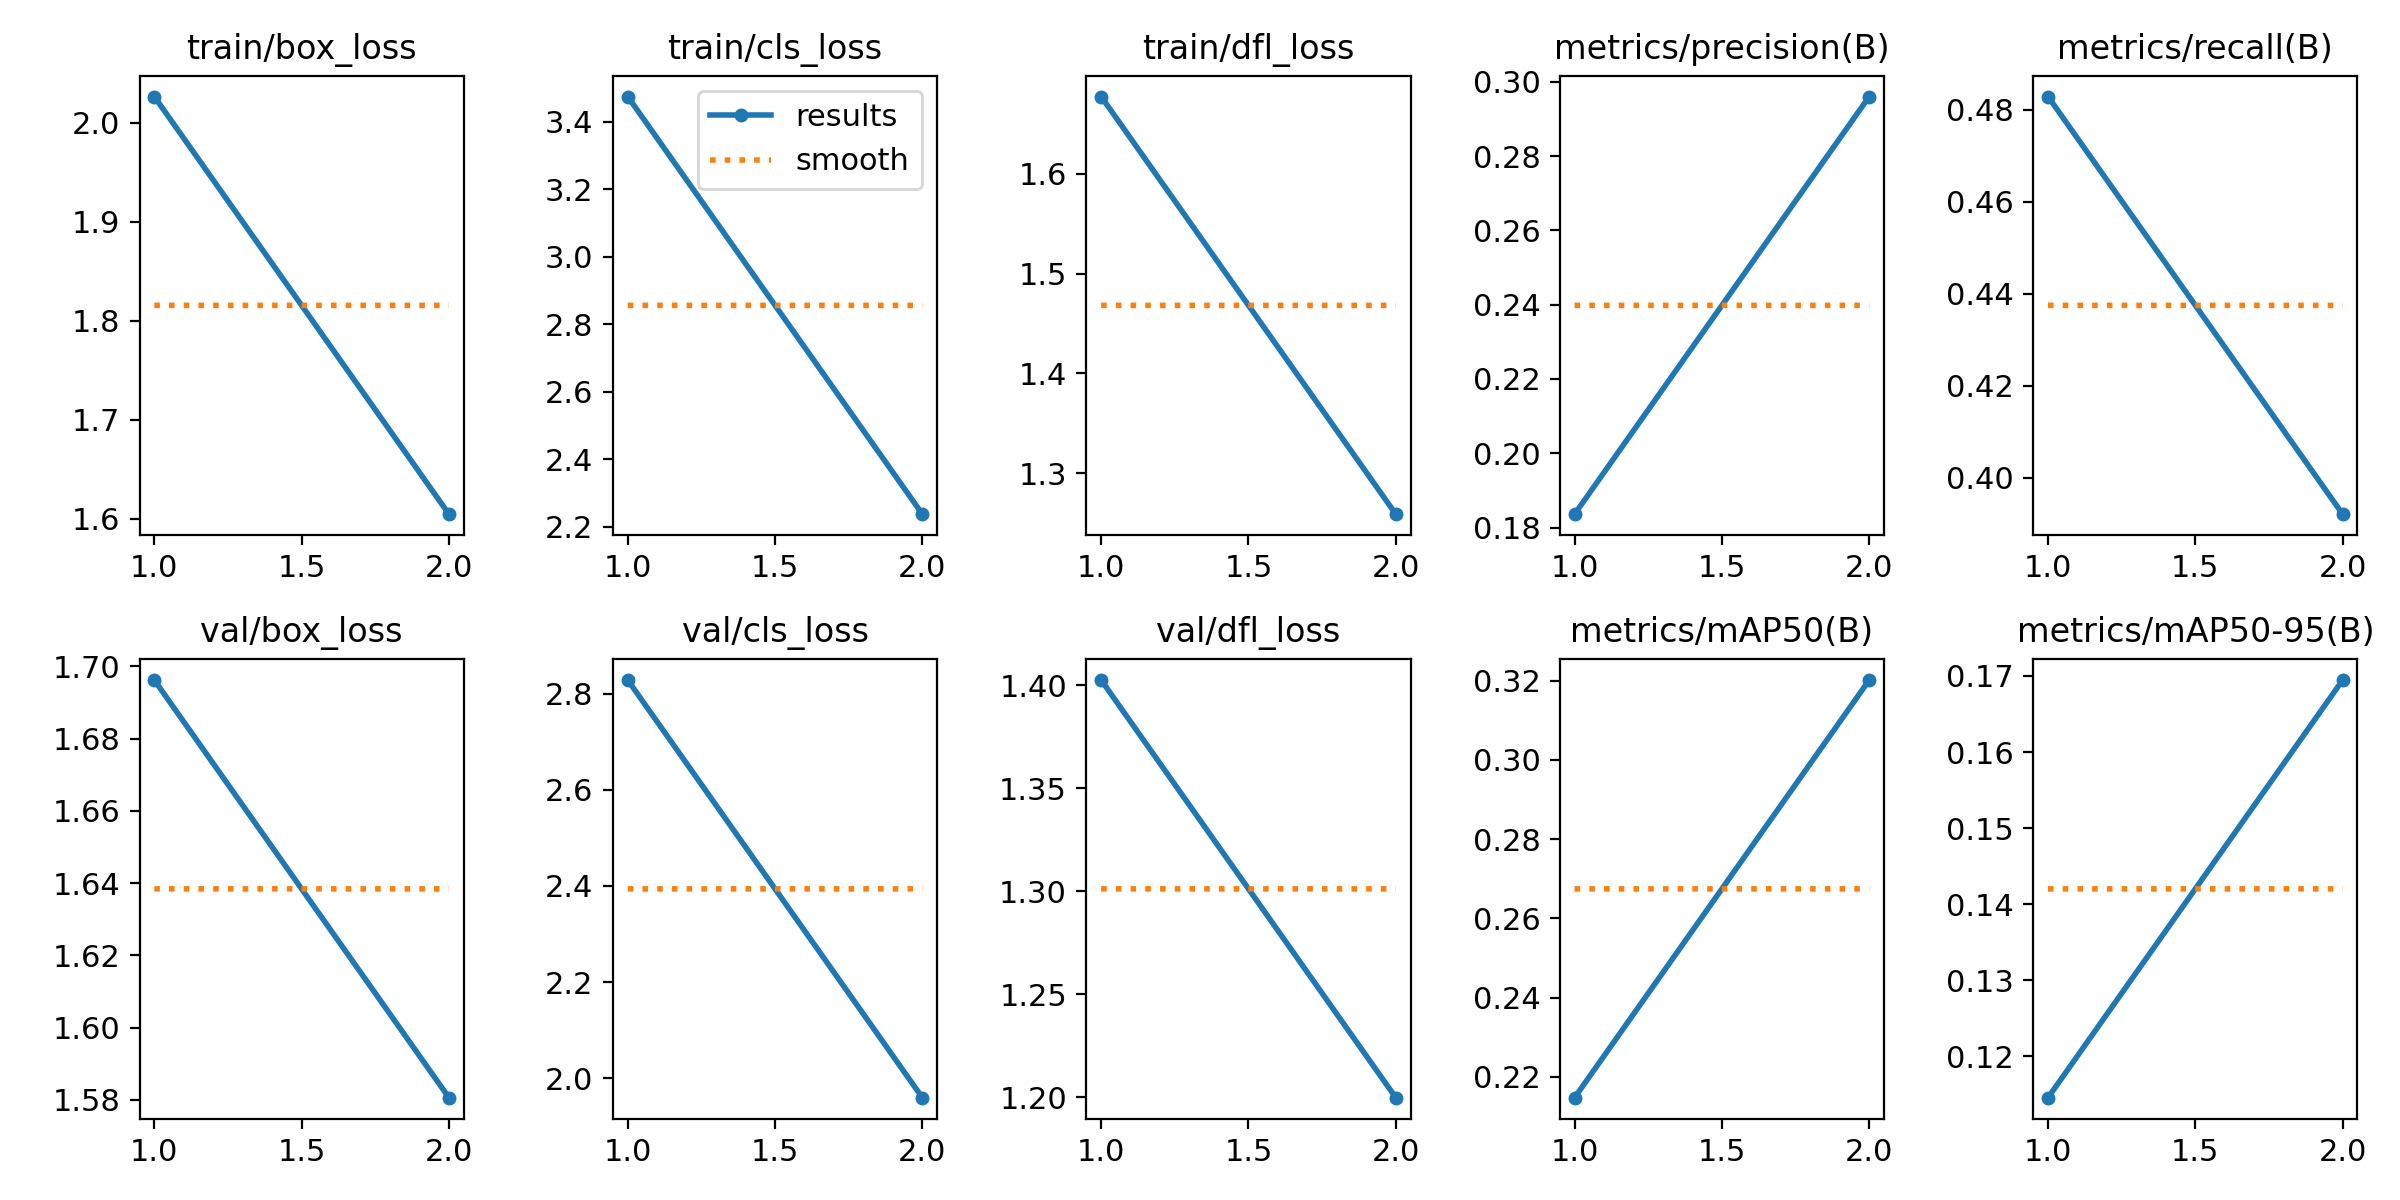 train/box_loss
2.0
1.9
1.8
1.7
1.6
1.0 1.5 2.0
train/cls_loss
results
smooth
3.4
3.2
3.0
2.8
2.6
2.4
2.2
1.0 1.5 2.0
train/dfl_loss
1.6
1.5
1.4
1.3
1.0 1.5 2.0
metrics/precision(B)
0.30
0.28
0.26
0.24
0.22
0.20
0.18
1.0 1.5 2.0
metrics/recall(B)
0.48
0.46
0.44
0.42
0.40
1.0 1.5 2.0
val/box_loss
1.70
1.68
1.66
1.64
1.62
1.60
1.58
1.0 1.5 2.0
val/cls_loss
2.8
2.6
2.4
2.2
2.0
1.0 1.5 2.0
val/dfl_loss
1.40
1.35
1.30
1.25
1.20
1.0 1.5 2.0
metrics/mAP50(B)
0.32
0.30
0.28
0.26
0.24
0.22
1.0 1.5 2.0
metrics/mAP50-95(B)
0.17
0.16
0.15
0.14
0.13
0.12
1.0 1.5 2.0